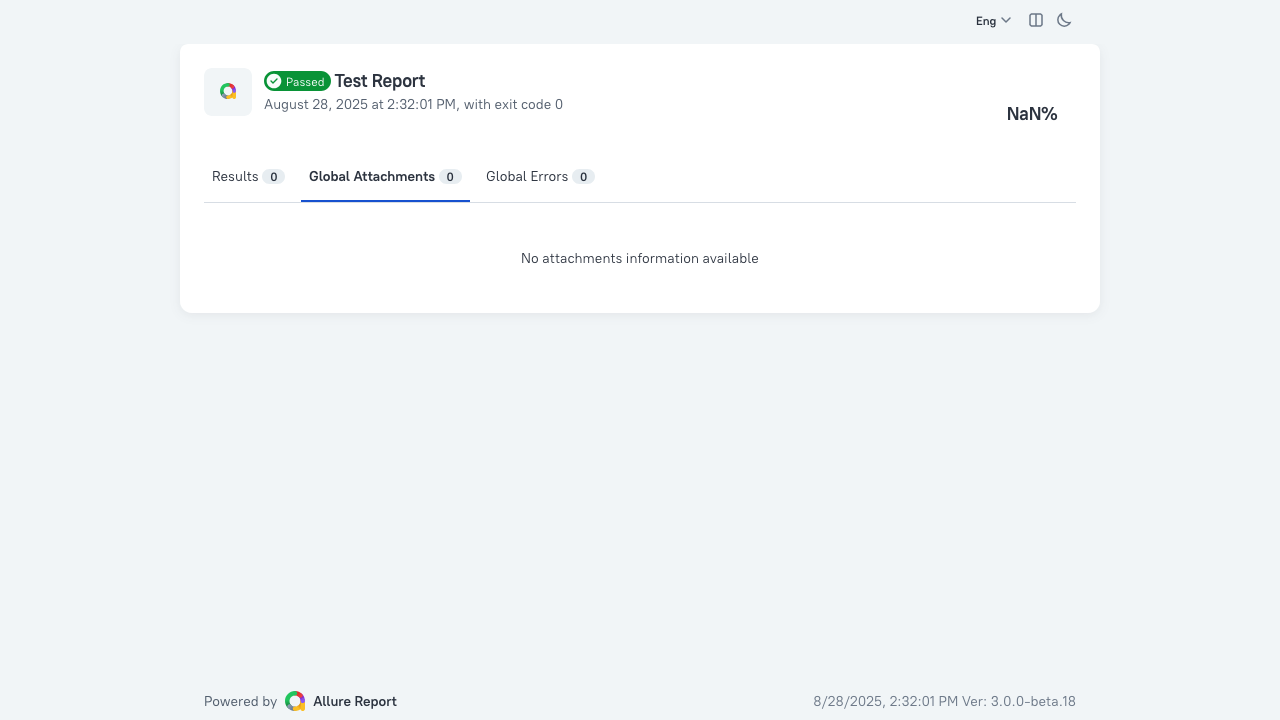 Eng
Passed Test Report
August 28, 2025 at 2:32:01 PM, with exit code 0
NaN%
Results 0 Global Attachments 0 Global Errors 0
No attachments information available
Powered by Allure Report 8/28/2025, 2:32:01 PM Ver: 3.0.0-beta.18